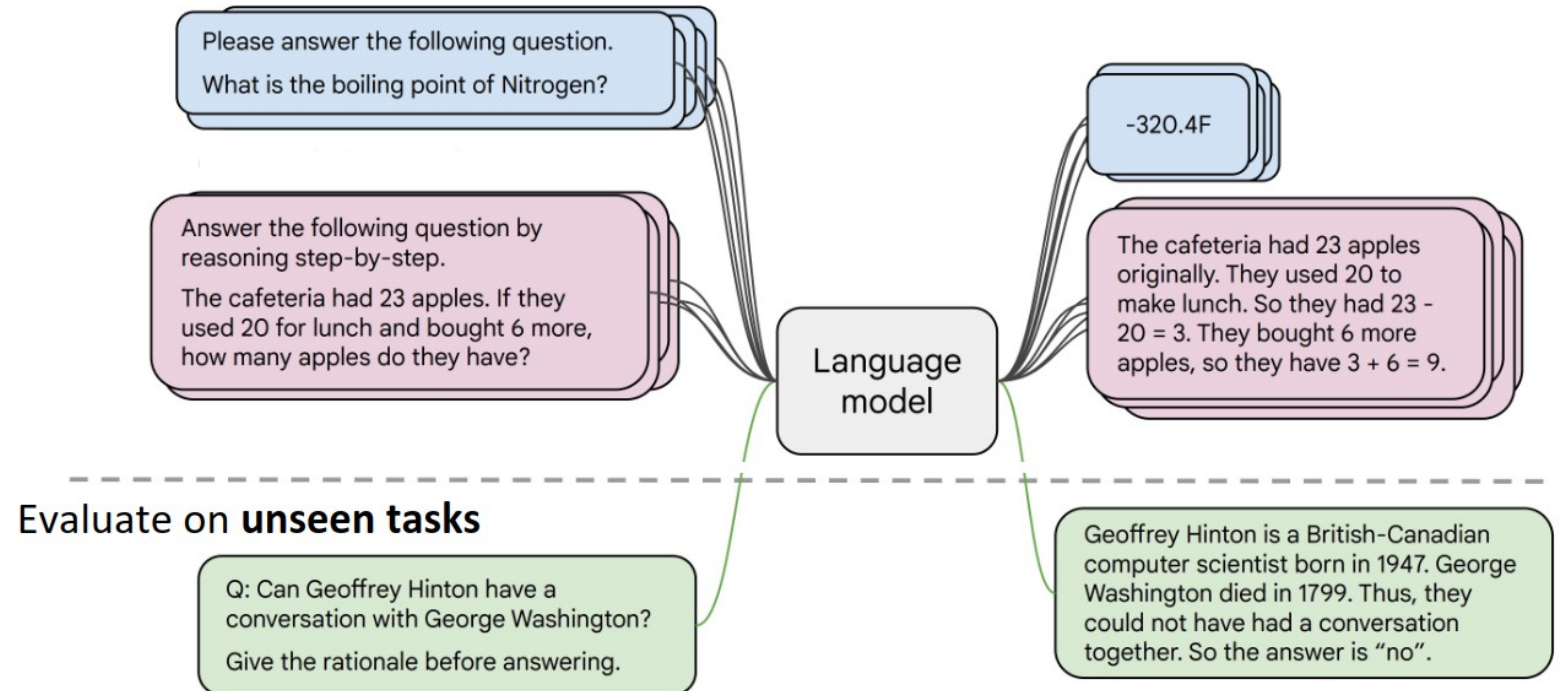 Please answer the following question.
What is the boiling point of Nitrogen?
-320.4F
Answer the following question by
reasoning step-by-step.
The cafeteria had 23 apples. If they
used 20 for lunch and bought 6 more,
how many apples do they have?
Language
model
The cafeteria had 23 apples
originally. They used 20 to
make lunch. So they had 23 -
20 = 3. They bought 6 more
apples, so they have 3 + 6 = 9.
Evaluate on unseen tasks
Q: Can Geoffrey Hinton have a
conversation with George Washington?
Give the rationale before answering.
Geoffrey Hinton is a British-Canadian
computer scientist born in 1947. George
Washington died in 1799. Thus, they
could not have had a conversation
together. So the answer is “no”.